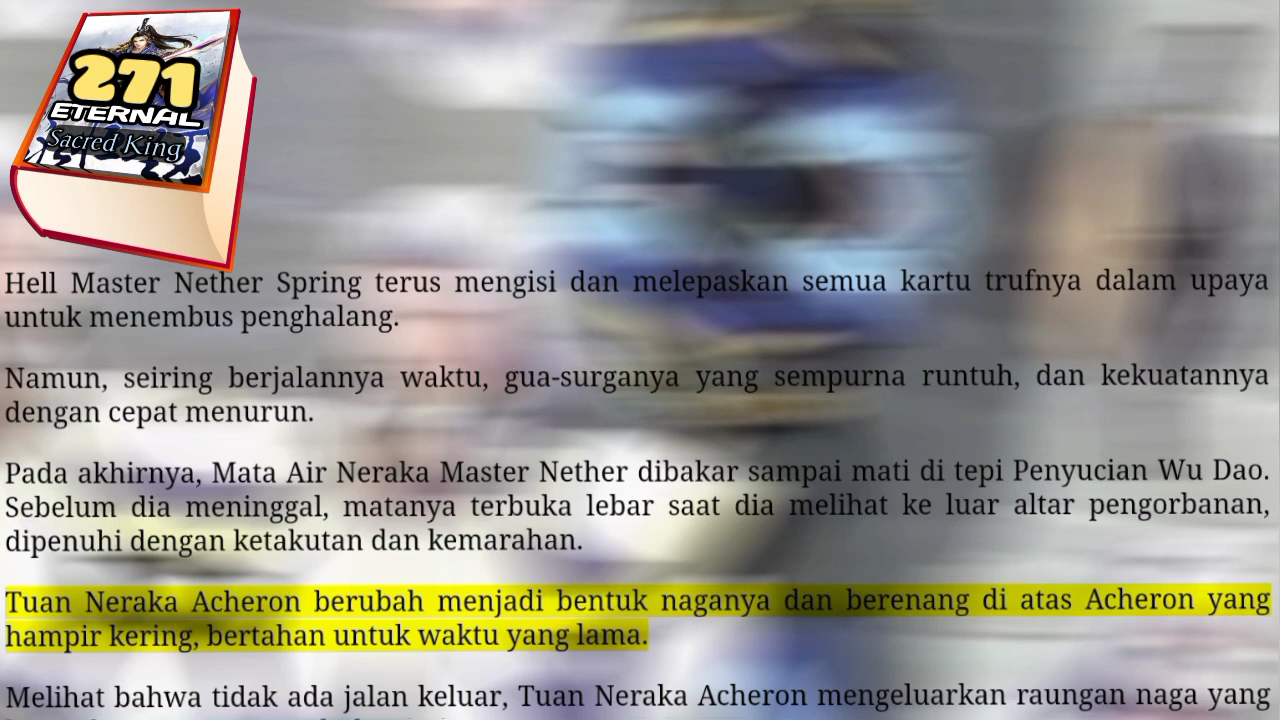 271
ETERNAL
Sacred King
Hell Master Nether Spring terus mengisi dan melepaskan semua kartu trufnya dalam upaya
untuk menembus penghalang.
Namun, seiring berjalannya waktu, gua-surganya yang sempurna runtuh, dan kekuatannya
dengan cepat menurun.
Pada akhirnya, Mata Air Neraka Master Nether dibakar sampai mati di tepi Penyucian Wu Dao.
Sebelum dia meninggal, matanya terbuka lebar saat dia melihat ke luar altar pengorbanan,
dipenuhi dengan ketakutan dan kemarahan.
Tuan Neraka Acheron berubah menjadi bentuk naganya dan berenang di atas Acheron yang
hampir kering, bertahan untuk waktu yang lama.
Melihat bahwa tidak ada jalan keluar, Tuan Neraka Acheron mengeluarkan raungan naga yang